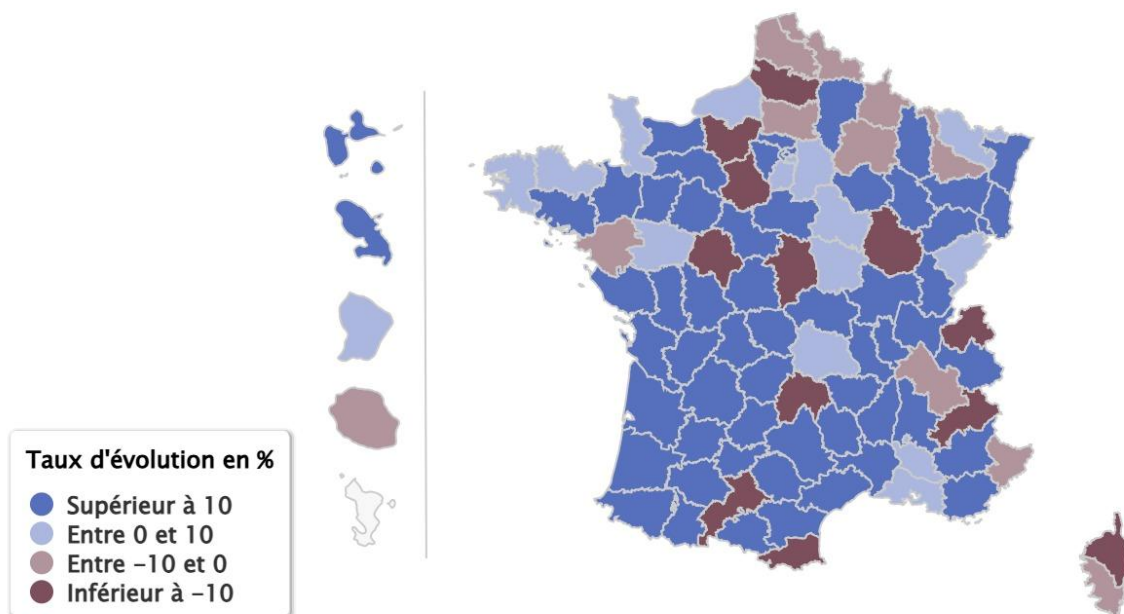 Taux d'évolution en %
Supérieur à 10
Entre 0 et 10
Entre −10 et 0
Inférieur à −10